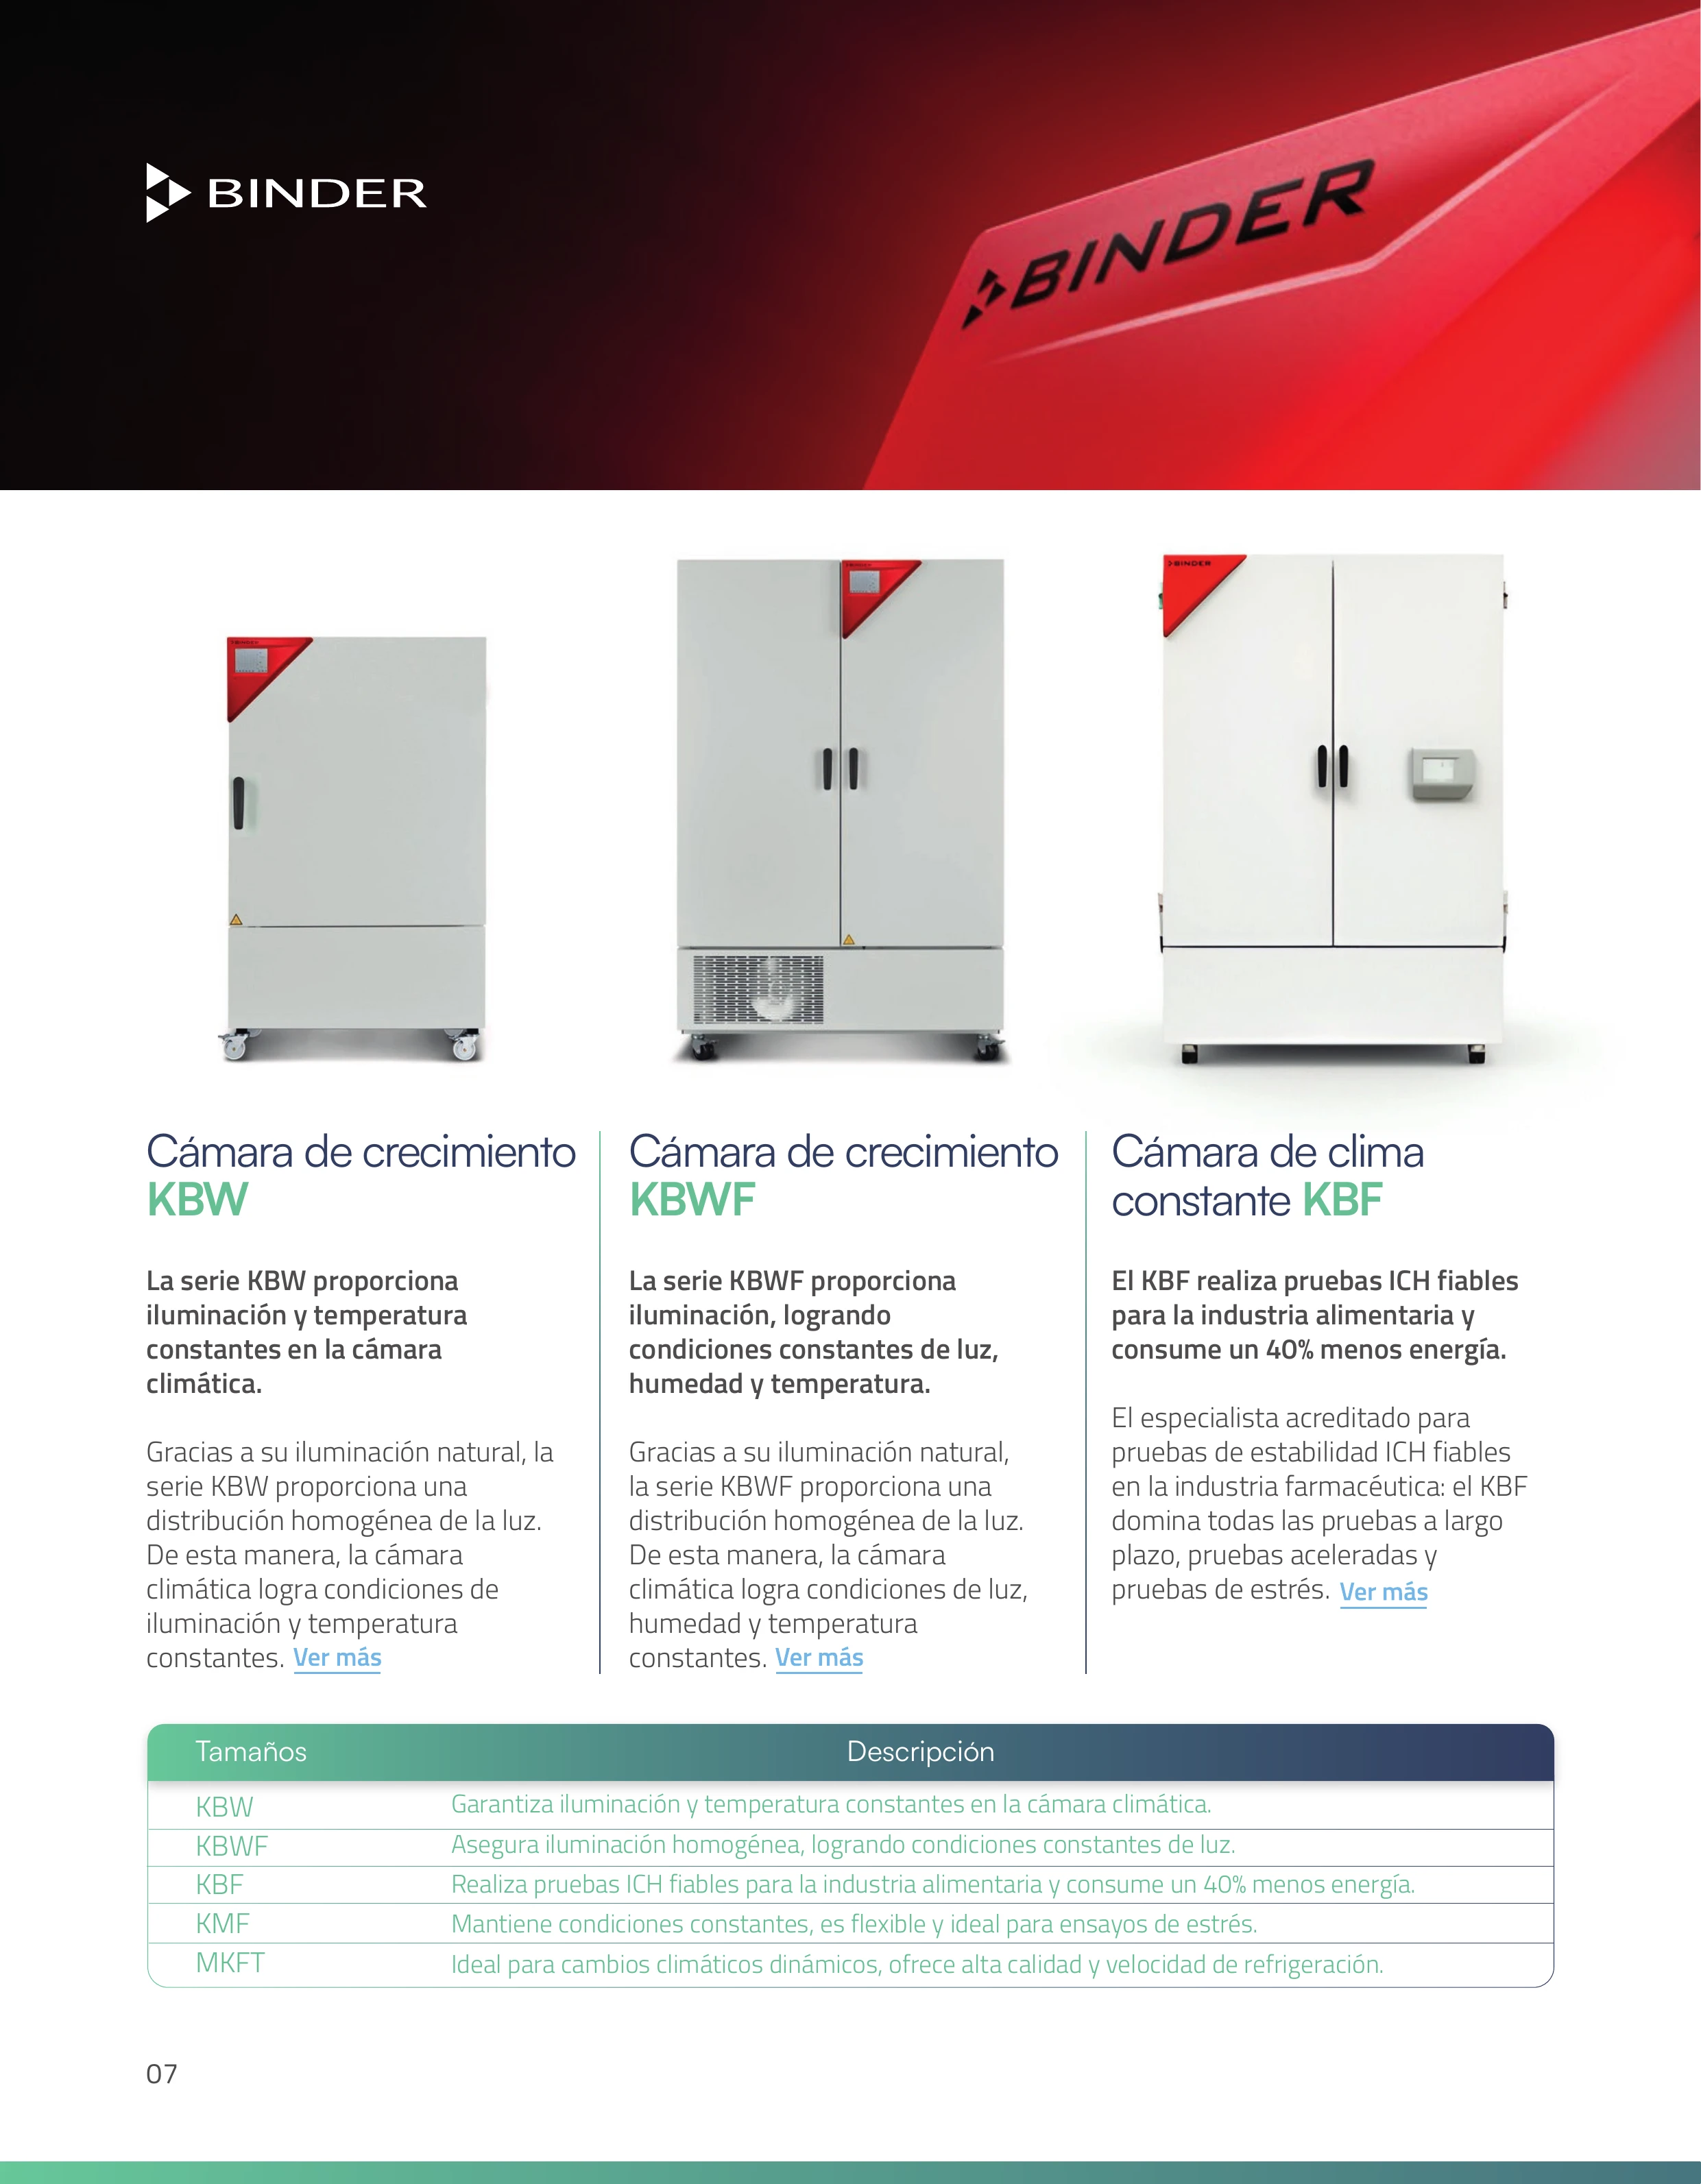 BINDER
BINDER
BINDER
Cámara de crecimiento
KBW
La serie KBW proporciona
iluminación y temperatura
constantes en la cámara
climática.
Gracias a su iluminación natural, la
serie KBW proporciona una
distribución homogénea de la luz.
De esta manera, la cámara
climática logra condiciones de
iluminación y temperatura
constantes. Ver más
Cámara de crecimiento
KBWF
La serie KBWF proporciona
iluminación, logrando
condiciones constantes de luz,
humedad y temperatura.
Gracias a su iluminación natural,
la serie KBWF proporciona una
distribución homogénea de la luz.
De esta manera, la cámara
climática logra condiciones de luz,
humedad y temperatura
constantes. Ver más
Cámara de clima
constante KBF
El KBF realiza pruebas ICH fiables
para la industria alimentaria y
consume un 40% menos energía.
El especialista acreditado para
pruebas de estabilidad ICH fiables
en la industria farmacéutica: el KBF
domina todas las pruebas a largo
plazo, pruebas aceleradas y
pruebas de estrés. Ver más
Tamaños Descripción
KBW Garantiza iluminación y temperatura constantes en la cámara climática.
KBWF Asegura iluminación homogénea, logrando condiciones constantes de luz.
KBF Realiza pruebas ICH fiables para la industria alimentaria y consume un 40% menos energía.
KMF Mantiene condiciones constantes, es flexible y ideal para ensayos de estrés.
MKFT Ideal para cambios climáticos dinámicos, ofrece alta calidad y velocidad de refrigeración.
07